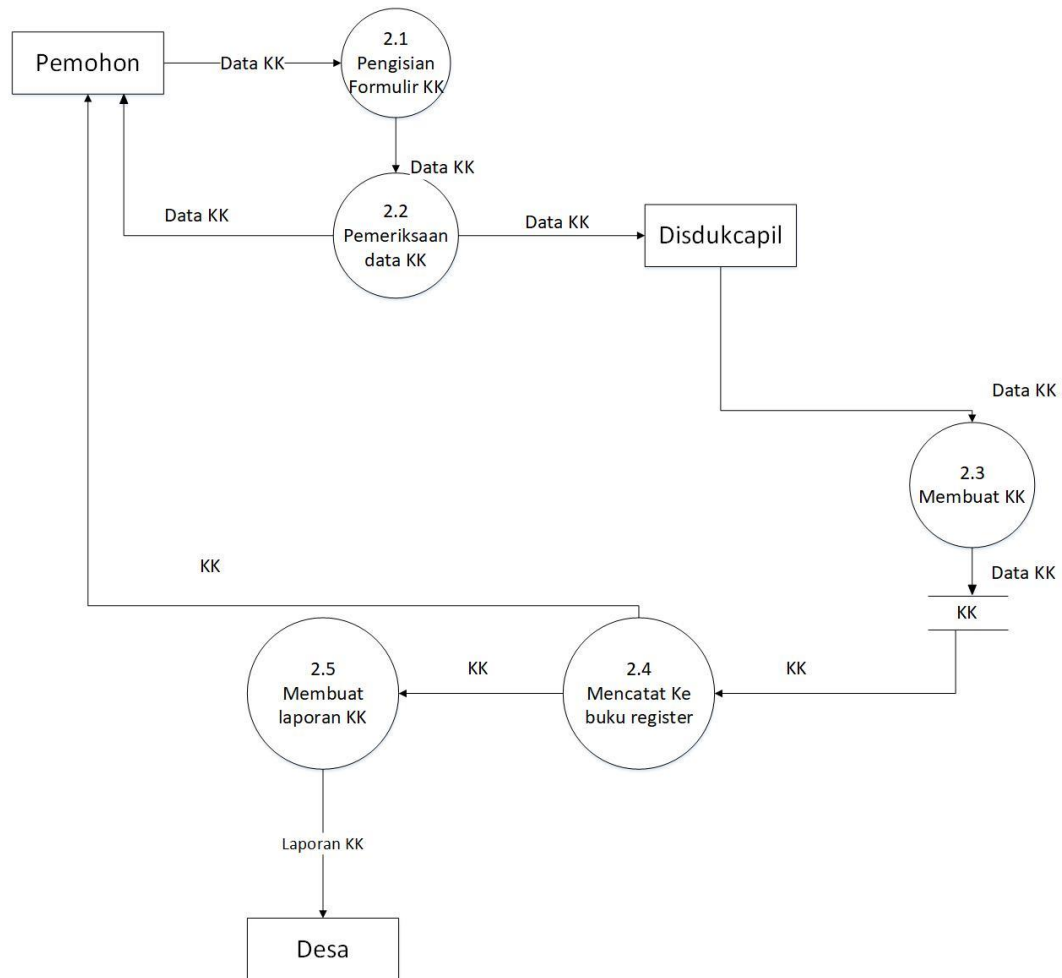 Pemohon
Data KK
2.1
Pengisian
Formulir KK
Data KK
Data KK
2.2
Pemeriksaan
data KK
Data KK
Disdukcapil
Data KK
2.3
Membuat KK
Data KK
KK
KK
2.5
Membuat
laporan KK
KK
2.4
Mencatat Ke
buku register
KK
Laporan KK
Desa